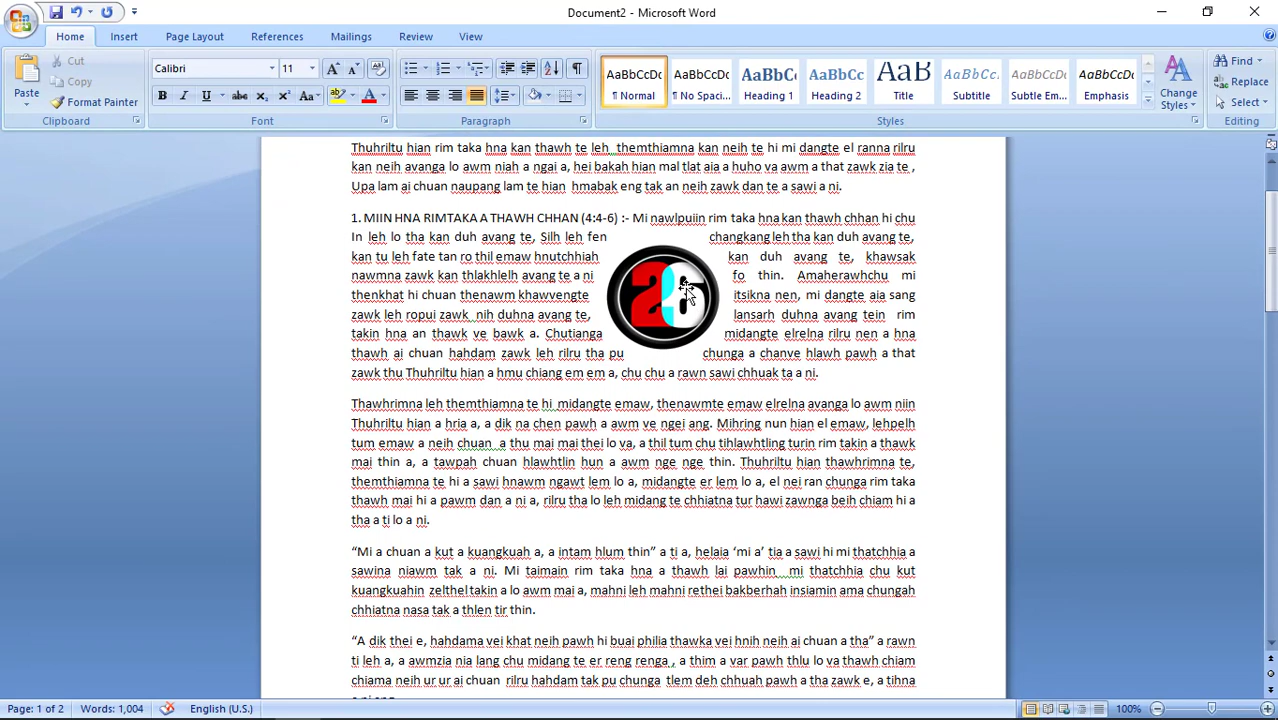 Document2 - Microsoft Word
Home Insert Page Layout References Mailings Review View
Paste
Cut
Copy
Format Painter
Clipboard
Calibri 11
Font
Paragraph
AaBbCcDc AaBbCcDc AaBbCc AaBbCc AaB AaBbCc. AaBbCcDc AaBbCcDc
¶ Normal ¶ No Spaci... Heading 1 Heading 2 Title Subtitle Subtle Em... Emphasis
Change Styles
Styles
Find
Replace
Select
Editing
Thuhriltu hian rim taka hna kan thawh te leh themthiamna kan neih te hi mi dangte el ranna rilru
kan neih avanga lo awm niah a ngai a, hei bakah hian mal tlat aia a huho va awm a that zawk zia te ,
Upa lam ai chuan naupang lam te hian hmabak eng tak an neih zawk dan te a sawi a ni.
1. MIIN HNA RIMTAKA A THAWH CHHAN (4:4-6) :- Mi nawlpuiin rim taka hna kan thawh chhan hi chu
In leh lo tha kan duh avang te, Silh leh fen changkang leh tha kan duh avang te,
kan tu leh fate tan ro thil emaw hnutchhiah kan duh avang te, khawsak
nawmna zawk kan thlakhlelh avang te a ni fo thin. Amaherawhchu mi
thenkhat hi chuan thenawm khawvengte itsikna nen, mi dangte aia sang
zawk leh ropui zawk nih duhna avang te, lansarh duhna avang tein rim
takin hna an thawk ve bawk a. Chutianga midangte elrelna rilru nen a hna
thawh ai chuan hahdam zawk leh rilru tha pu chunga a chanve hlawh pawh a that
zawk thu Thuhriltu hian a hmu chiang em em a, chu chu a rawn sawi chhuak ta a ni.
26
Thawhrimna leh themthiamna te hi midangte emaw, thenawmte emaw elrelna avanga lo awm niin
Thuhriltu hian a hria a, a dik na chen pawh a awm ve ngei ang. Mihring nun hian el emaw, lehpelh
tum emaw a neih chuan a thu mai mai thei lo va, a thil tum chu tihlawhtling turin rim takin a thawk
mai thin a, a tawpah chuan hlawhtlin hun a awm nge nge thin. Thuhriltu hian thawhrimna te,
themthiamna te hi a sawi hnawm ngawt lem lo a, midangte er lem lo a, el nei ran chunga rim taka
thawh mai hi a pawm dan a ni a, rilru tha lo leh midang te chhiatna tur hawi zawnga beih chiam hi a
tha a ti lo a ni.
“Mi a chuan a kut a kuangkuah a, a intam hlum thin” a ti a, helaia ‘mi a’ tia a sawi hi mi thatchhia a
sawina niawm tak a ni. Mi taimain rim taka hna a thawh lai pawhin mi thatchhia chu kut
kuangkuahin zelthel takin a lo awm mai a, mahni leh mahni rethei bakberhah insiamin ama chungah
chhiatna nasa tak a thlen tir thin.
“A dik thei e, hahdama vei khat neih pawh hi buai philia thawka vei hnih neih ai chuan a tha” a rawn
ti leh a, a awmzia nia lang chu midang te er reng renga , a thim a var pawh thlu lo va thawh chiam
chiama neih ur ur ai chuan rilru hahdam tak pu chunga tlem deh chhuah pawh a tha zawk e, a tihna
Page: 1 of 2 Words: 1,004 English (U.S.) 100%